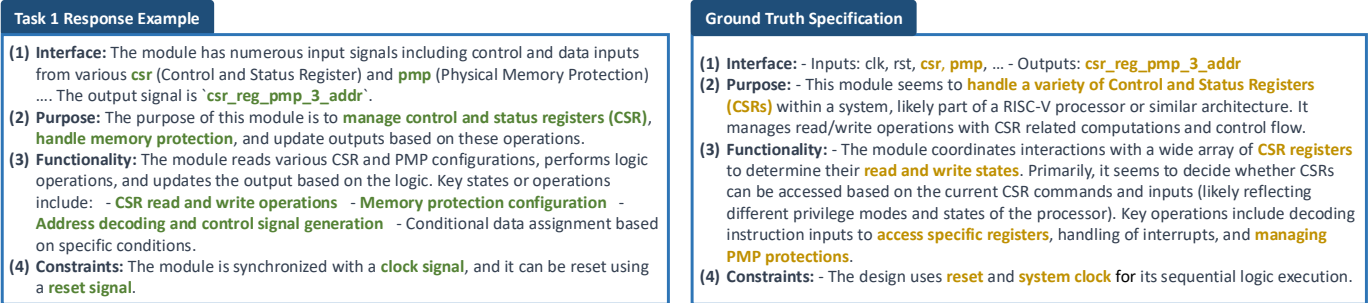 Task 1 Response Example
(1) Interface: The module has numerous input signals including control and data inputs
from various csr (Control and Status Register) and pmp (Physical Memory Protection)
.... The output signal is `csr_reg_pmp_3_addr`.
(2) Purpose: The purpose of this module is to manage control and status registers (CSR),
handle memory protection, and update outputs based on these operations.
(3) Functionality: The module reads various CSR and PMP configurations, performs logic
operations, and updates the output based on the logic. Key states or operations
include: - CSR read and write operations - Memory protection configuration -
Address decoding and control signal generation - Conditional data assignment based
on specific conditions.
(4) Constraints: The module is synchronized with a clock signal, and it can be reset using
a reset signal.
Ground Truth Specification
(1) Interface: - Inputs: clk, rst, csr, pmp, … - Outputs: csr_reg_pmp_3_addr
(2) Purpose: - This module seems to handle a variety of Control and Status Registers
(CSRs) within a system, likely part of a RISC-V processor or similar architecture. It
manages read/write operations with CSR related computations and control flow.
(3) Functionality: - The module coordinates interactions with a wide array of CSR registers
to determine their read and write states. Primarily, it seems to decide whether CSRs
can be accessed based on the current CSR commands and inputs (likely reflecting
different privilege modes and states of the processor). Key operations include decoding
instruction inputs to access specific registers, handling of interrupts, and managing
PMP protections.
(4) Constraints: - The design uses reset and system clock for its sequential logic execution.